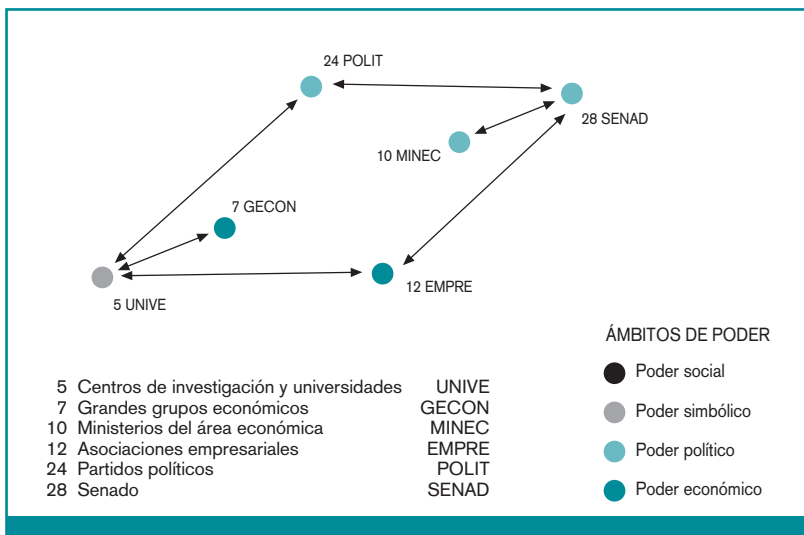 24 POLIT
28 SENAD
10 MINEC
7 GECON
5 UNIVE
12 EMPRE
ÁMBITOS DE PODER
Poder social
Poder simbólico
Poder político
Poder económico
5 Centros de investigación y universidades UNIVE
7 Grandes grupos económicos GECON
10 Ministerios del área económica MINEC
12 Asociaciones empresariales EMPRE
24 Partidos políticos POLIT
28 Senado SENAD